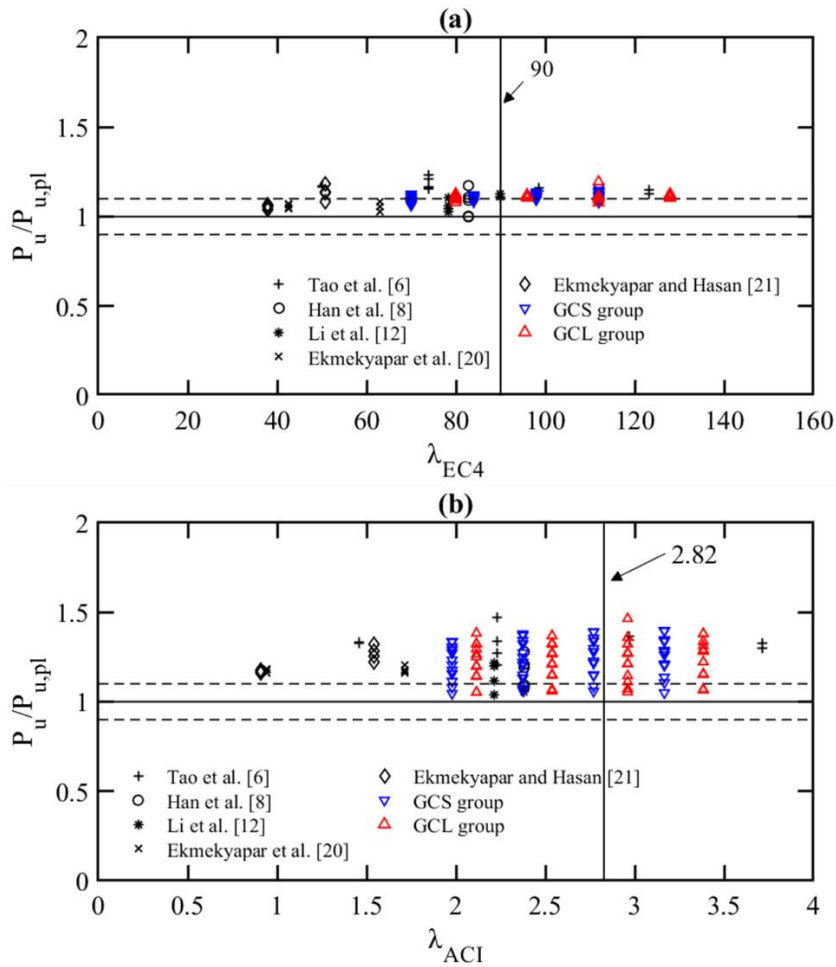 (a)
2
90
1.5
P_u/P_u,pl
1
Tao et al. [6]
Ekmekyapar and Hasan [21]
Han et al. [8]
GCS group
0.5
Li et al. [12]
GCL group
Ekmekyapar et al. [20]
0
0 20 40 60 80 100 120 140 160
λ_EC4
(b)
2
2.82
1.5
P_u/P_u,pl
1
Tao et al. [6]
Ekmekyapar and Hasan [21]
Han et al. [8]
GCS group
0.5
Li et al. [12]
GCL group
Ekmekyapar et al. [20]
0
0 0.5 1 1.5 2 2.5 3 3.5 4
λ_ACI